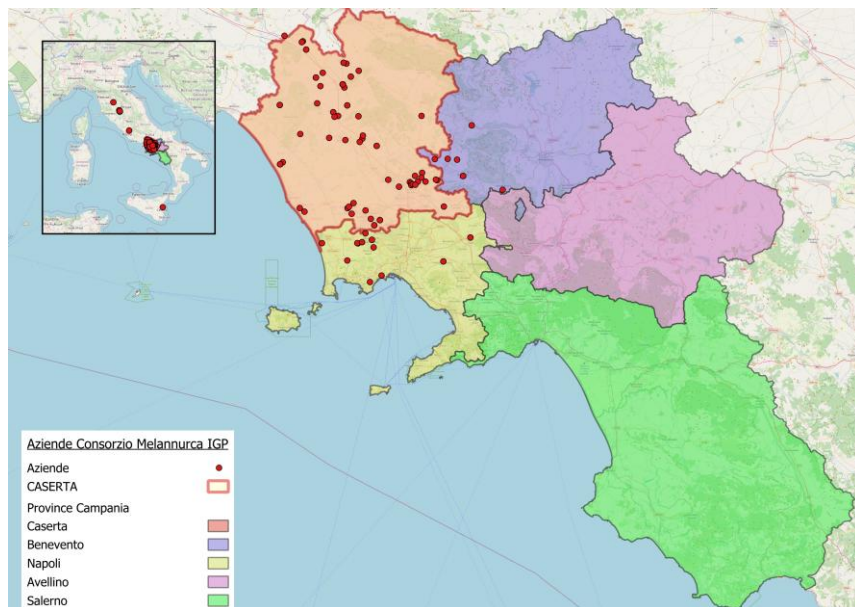 Aziende Consorzio Melannurca IGP
Aziende
CASERTA
Province Campania
Caserta
Benevento
Napoli
Avellino
Salerno